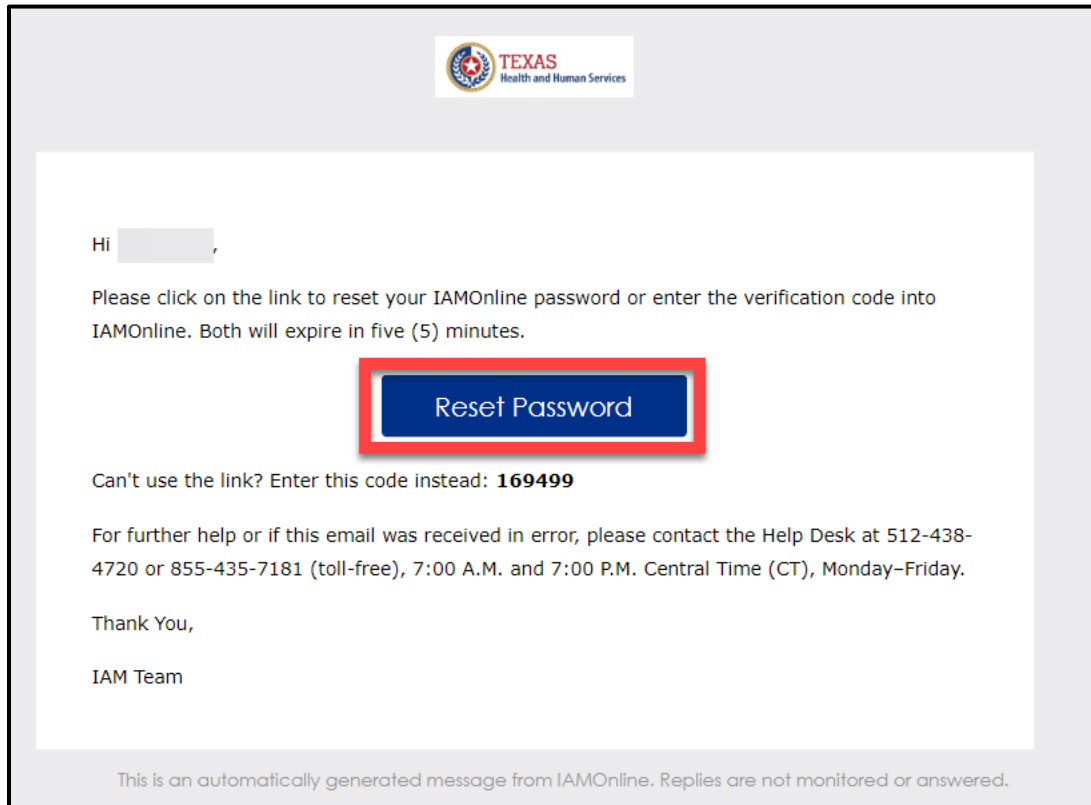 TEXAS
Health and Human Services
Hi ,
Please click on the link to reset your IAMOnline password or enter the verification code into
IAMOnline. Both will expire in five (5) minutes.
Reset Password
Can't use the link? Enter this code instead: 169499
For further help or if this email was received in error, please contact the Help Desk at 512-438-
4720 or 855-435-7181 (toll-free), 7:00 A.M. and 7:00 P.M. Central Time (CT), Monday–Friday.
Thank You,
IAM Team
This is an automatically generated message from IAMOnline. Replies are not monitored or answered.